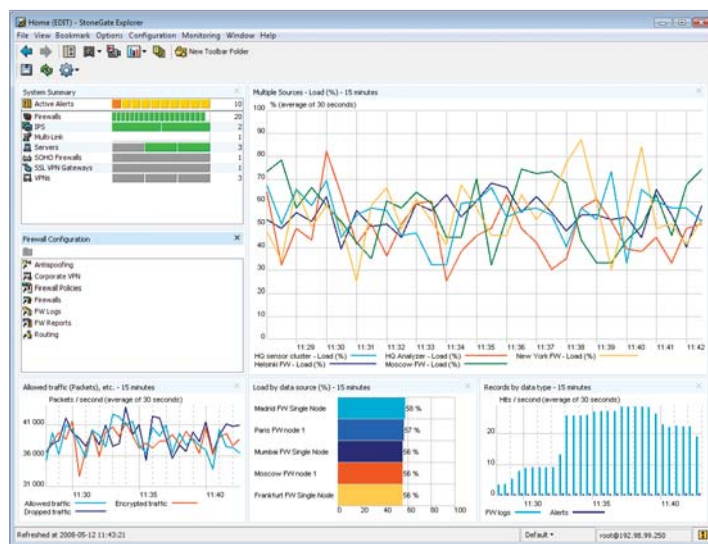 Home (EDIT) - StoneGate Explorer
File View Bookmark Options Configuration Monitoring Window Help
New Toolbar Folder
System Summary
Active Alerts 10
Firewalls 20
IPS 2
Multi-Link 1
Servers 3
SOHO Firewalls 1
SSL VPN Gateways 1
VPNs 3
Firewall Configuration
Antispoofing
Corporate VPN
Firewall Policies
Firewalls
FW Logs
FW Reports
Routing
Multiple Sources - Load (%) - 15 minutes
% (average of 30 seconds)
100
90
80
70
60
50
40
30
20
10
0
11:29 11:30 11:31 11:32 11:33 11:34 11:35 11:36 11:37 11:38 11:39 11:40 11:41 11:42
HQ sensor cluster - Load (%) HQ Analyzer - Load (%) New York FW - Load (%)
Helsinki FW - Load (%) Moscow FW - Load (%)
Allowed traffic (Packets), etc. - 15 minutes
Packets / second (average of 30 seconds)
41 000
36 000
31 000
11:30 11:35 11:40
Allowed traffic Encrypted traffic
Dropped traffic
Load by data source (%) - 15 minutes
Madrid FW Single Node 58 %
Paris FW node 1 57 %
Mumbai FW Single Node 56 %
Moscow FW node 1 56 %
Frankfurt FW Single Node 56 %
0 20 40 60 80 100
Records by data type - 15 minutes
Hits / second (average of 30 seconds)
20
10
0
11:30 11:35 11:40
FW logs Alerts
Refreshed at 2008-05-12 11:43:21
Default
root@192.98.99.250